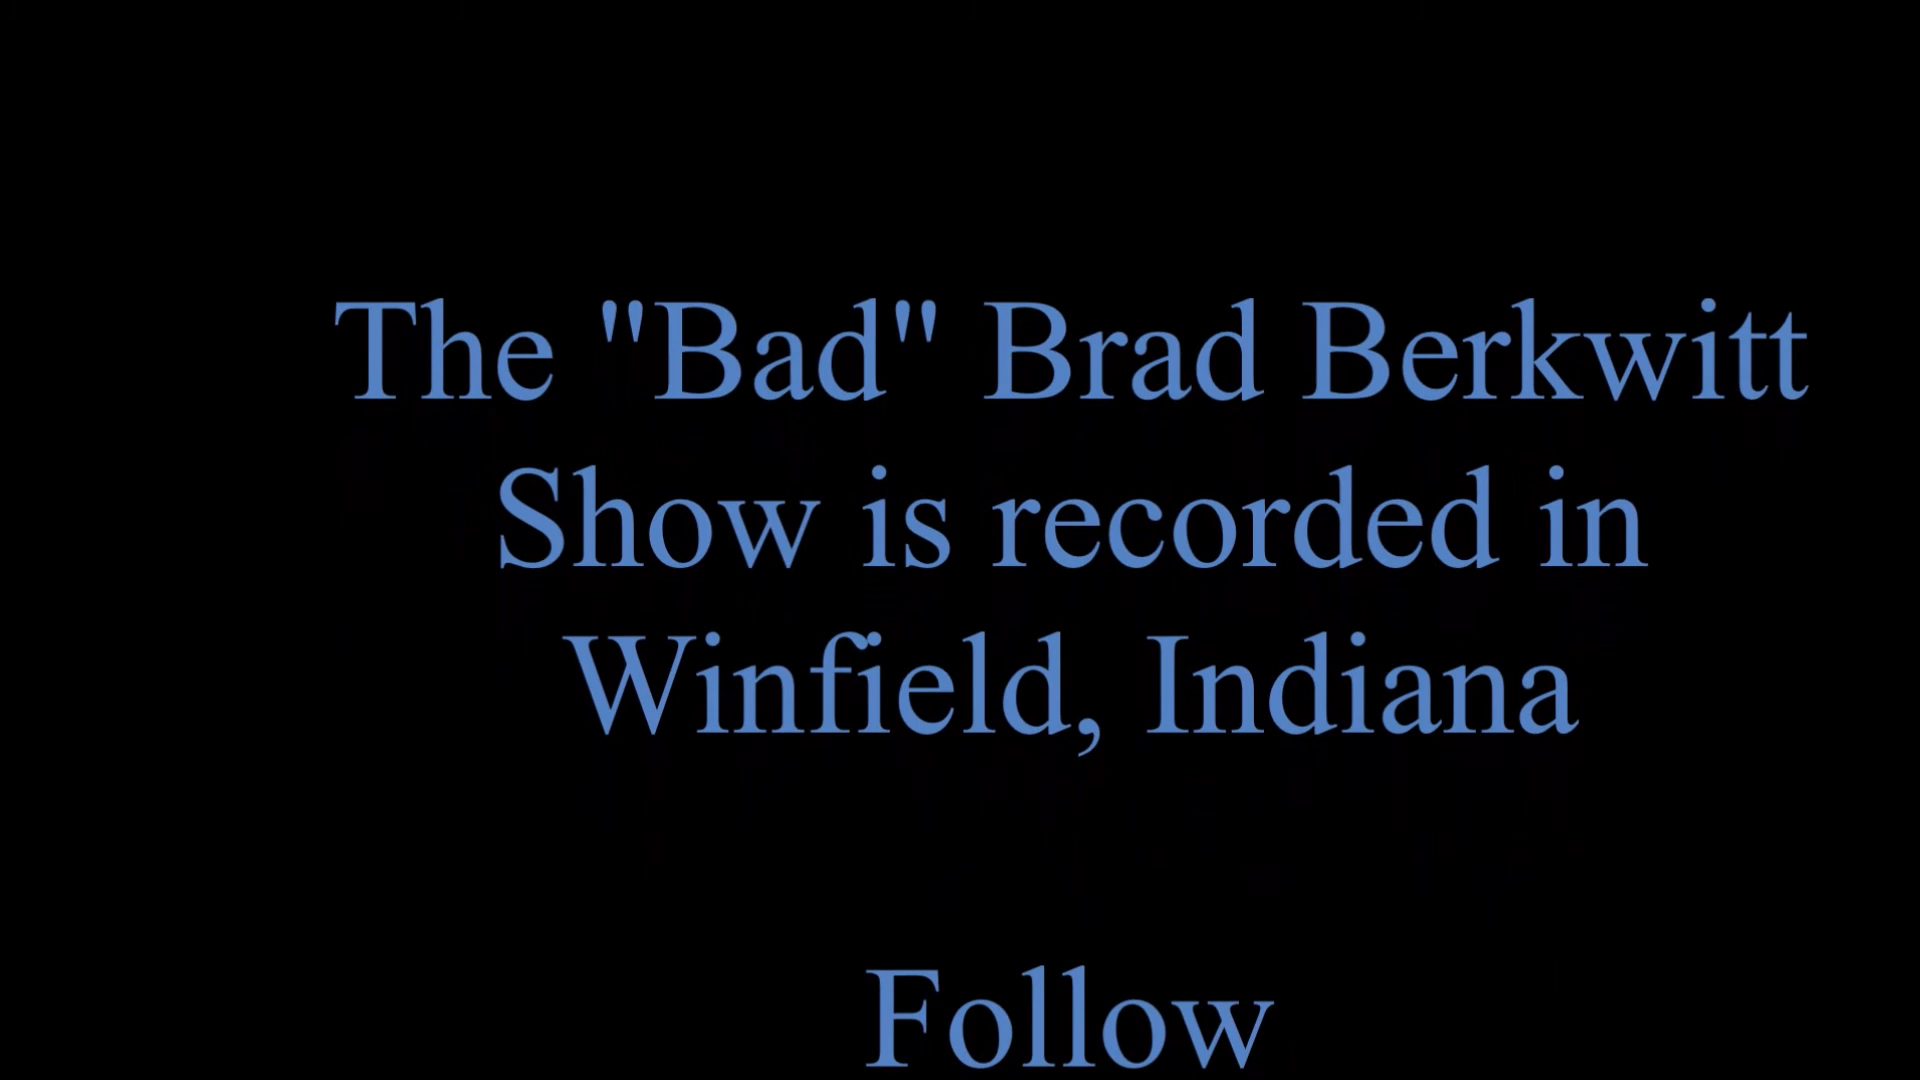 The "Bad" Brad Berkwitt
Show is recorded in
Winfield, Indiana
Follow